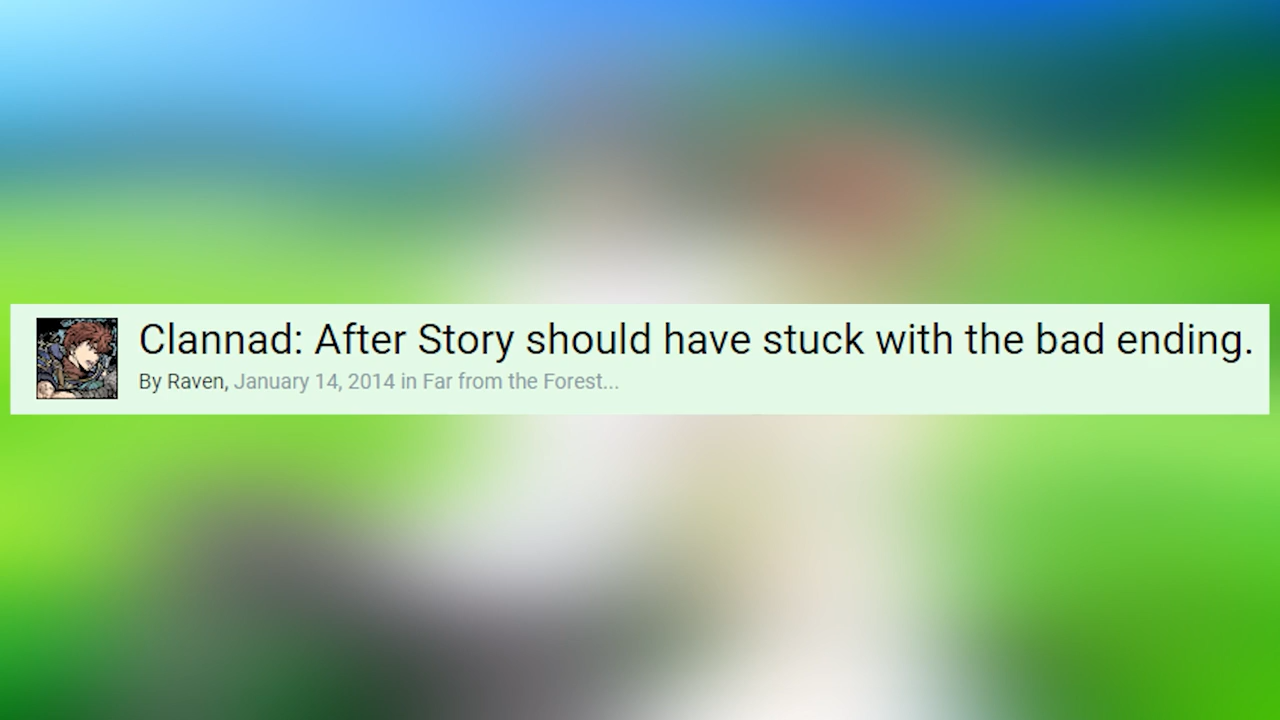 Clannad: After Story should have stuck with the bad ending.
By Raven, January 14, 2014 in Far from the Forest...